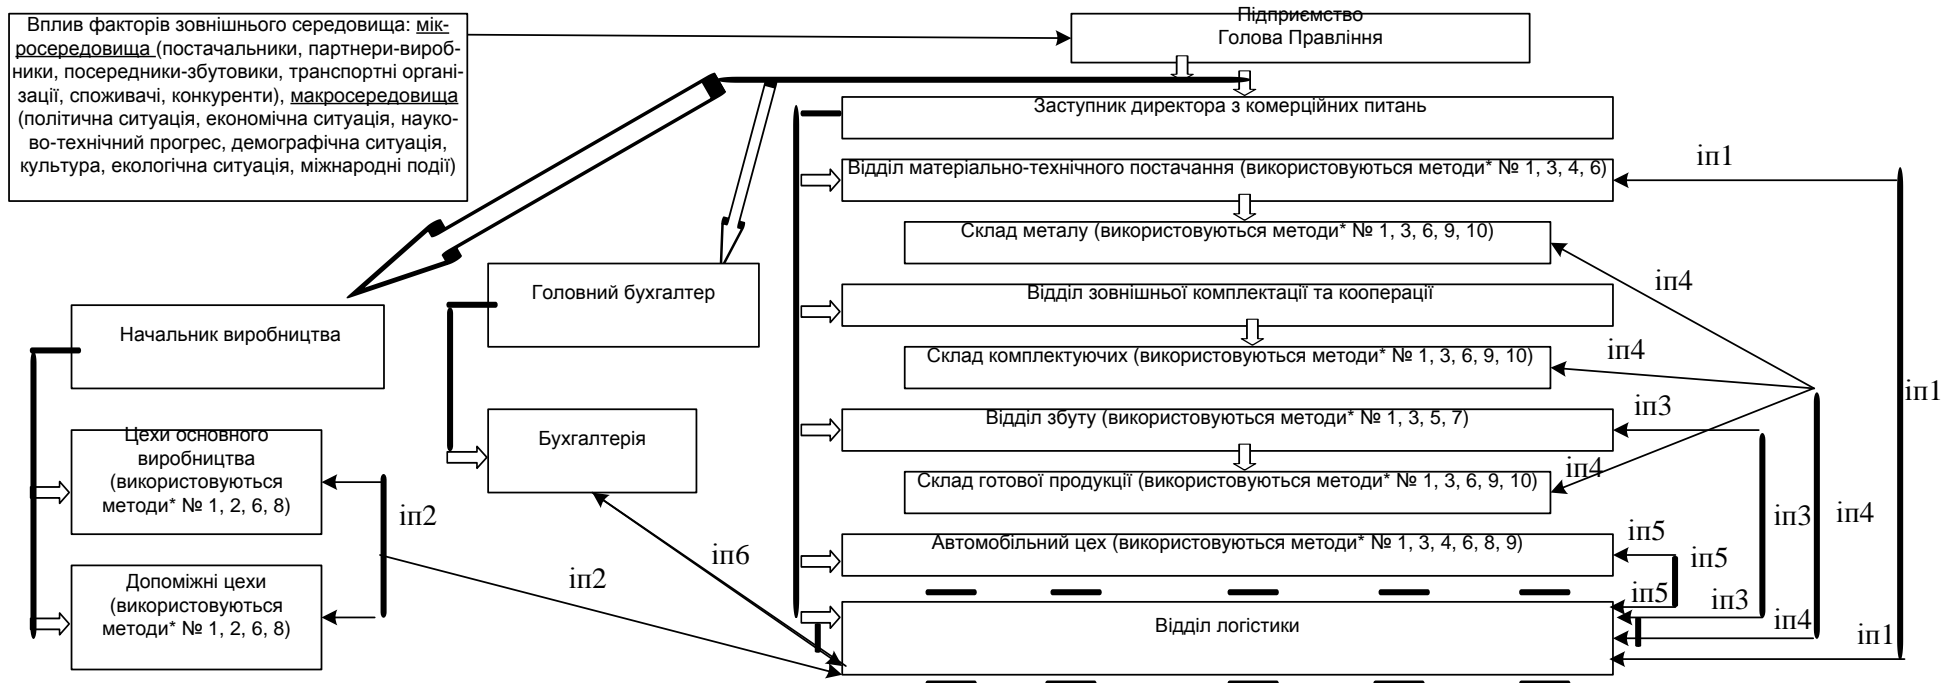 Вплив факторів зовнішнього середовища: мік-
росередовища (постачальники, партнери-вироб-
ники, посередники-збутовики, транспортні органі-
зації, споживачі, конкуренти), макросередовища
(політична ситуація, економічна ситуація, науко-
во-технічний прогрес, демографічна ситуація,
культура, екологічна ситуація, міжнародні події)
Підприємство
Голова Правління
Заступник директора з комерційних питань
Відділ матеріально-технічного постачання (використовуються методи* № 1, 3, 4, 6)
іп1
Склад металу (використовуються методи* № 1, 3, 6, 9, 10)
іп4
Головний бухгалтер
Відділ зовнішньої комплектації та кооперації
Начальник виробництва
Склад комплектуючих (використовуються методи* № 1, 3, 6, 9, 10)
іп4
іп1
Цехи основного
виробництва
(використовуються
методи* № 1, 2, 6, 8)
іп2
Бухгалтерія
Відділ збуту (використовуються методи* № 1, 3, 5, 7)
іп3
Склад готової продукції (використовуються методи* № 1, 3, 6, 9, 10)
іп4
іп3
іп4
Автомобільний цех (використовуються методи* № 1, 3, 4, 6, 8, 9)
іп5
іп5
іп6
іп2
Допоміжні цехи
(використовуються
методи* № 1, 2, 6, 8)
іп5
іп3
Відділ логістики
іп4
іп1